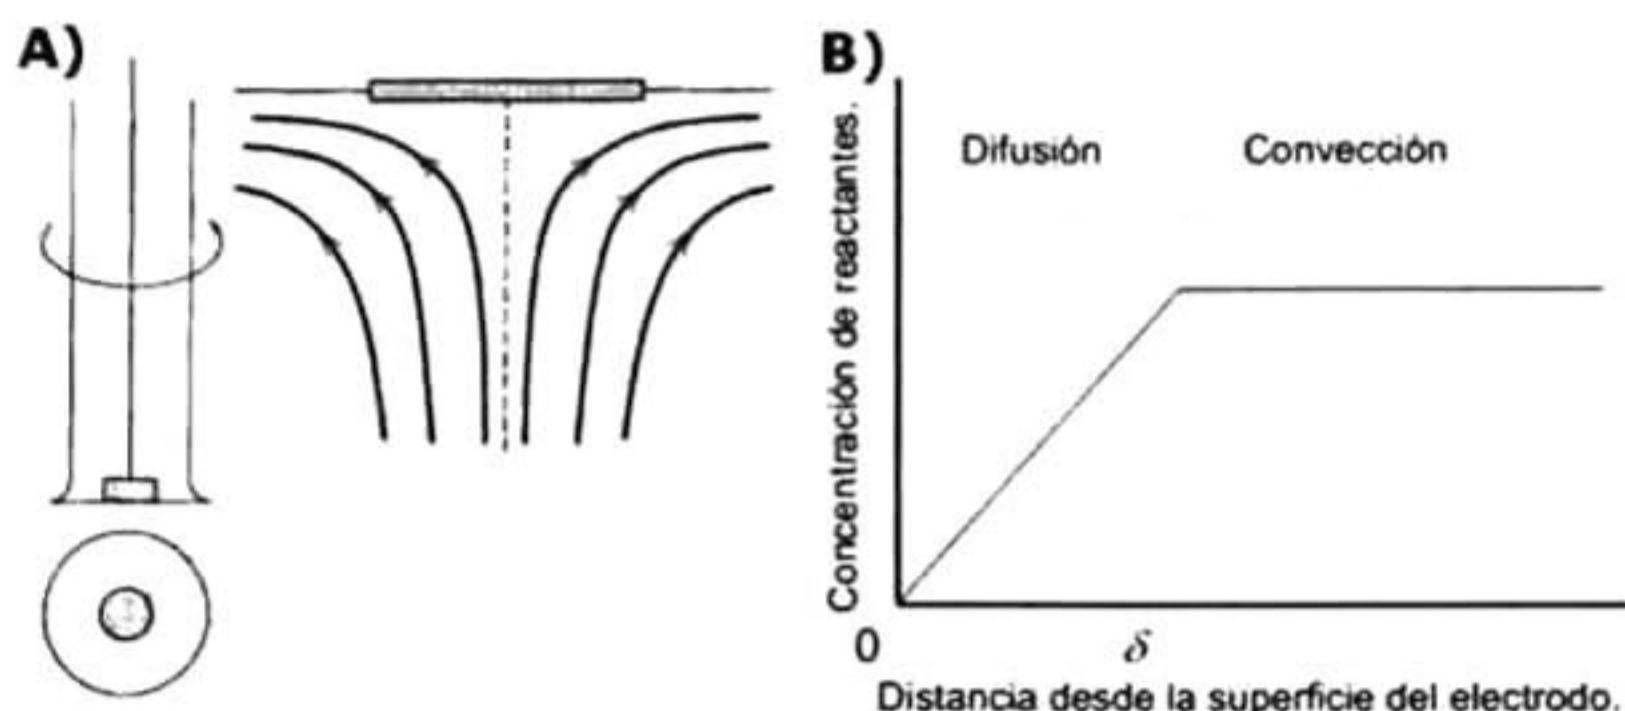 A)
B)
Concentración de reactantes.
Difusión
Convección
0
δ
Distancia desde la superficie del electrodo.